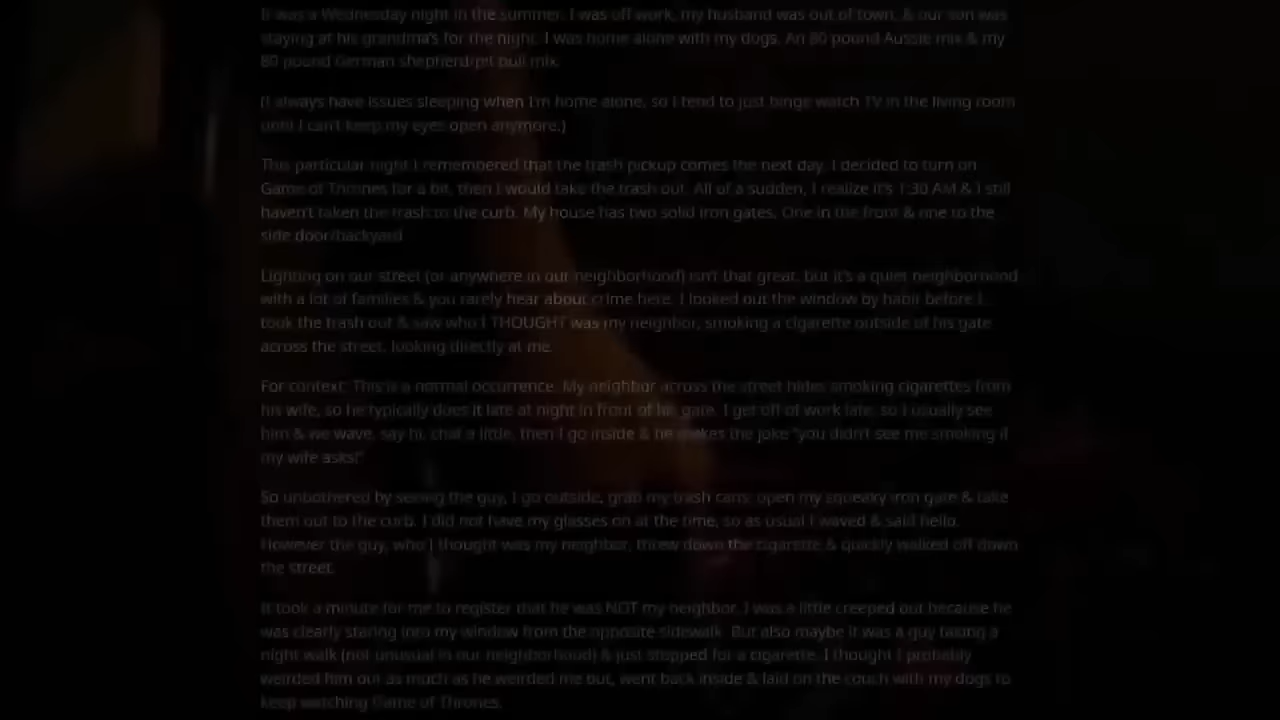 It was a Wednesday night in the summer. I was off work, my husband was out of town, & our son was
staying at his grandma's for the night. I was home alone with my dogs. An 80 pound Aussie mix & my
80 pound German shepherd/pit bull mix.
(I always have issues sleeping when I'm home alone, so I tend to just binge watch TV in the living room
until I can't keep my eyes open anymore.)
This particular night I remembered that the trash pickup comes the next day. I decided to turn on
Game of Thrones for a bit, then I would take the trash out. All of a sudden, I realize it's 1:30 AM & I still
haven't taken the trash to the curb. My house has two solid iron gates. One in the front & one to the
side door/backyard
Lighting on our street (or anywhere in our neighborhood) isn't that great, but it's a quiet neighborhood
with a lot of families & you rarely hear about crime here. I looked out the window by habit before I
took the trash out & saw who I THOUGHT was my neighbor, smoking a cigarette outside of his gate
across the street, looking directly at me.
For context: This is a normal occurrence. My neighbor across the street hides smoking cigarettes from
his wife, so he typically does it late at night in front of his gate. I get off of work late, so I usually see
him & we wave, say hi, chat a little, then I go inside & he makes the joke "you didn't see me smoking if
my wife asks!"
So unbothered by seeing the guy, I go outside, grab my trash cans, open my squeaky iron gate & take
them out to the curb. I did not have my glasses on at the time, so as usual I waved & said hello.
However the guy, who I thought was my neighbor, threw down the cigarette & quickly walked off down
the street.
It took a minute for me to register that he was NOT my neighbor. I was a little creeped out because he
was clearly staring into my window from the opposite sidewalk. But also maybe it was a guy taking a
night walk (not unusual in our neighborhood) & just stopped for a cigarette. I thought I probably
weirded him out as much as he weirded me out, went back inside & laid on the couch with my dogs to
keep watching Game of Thrones.